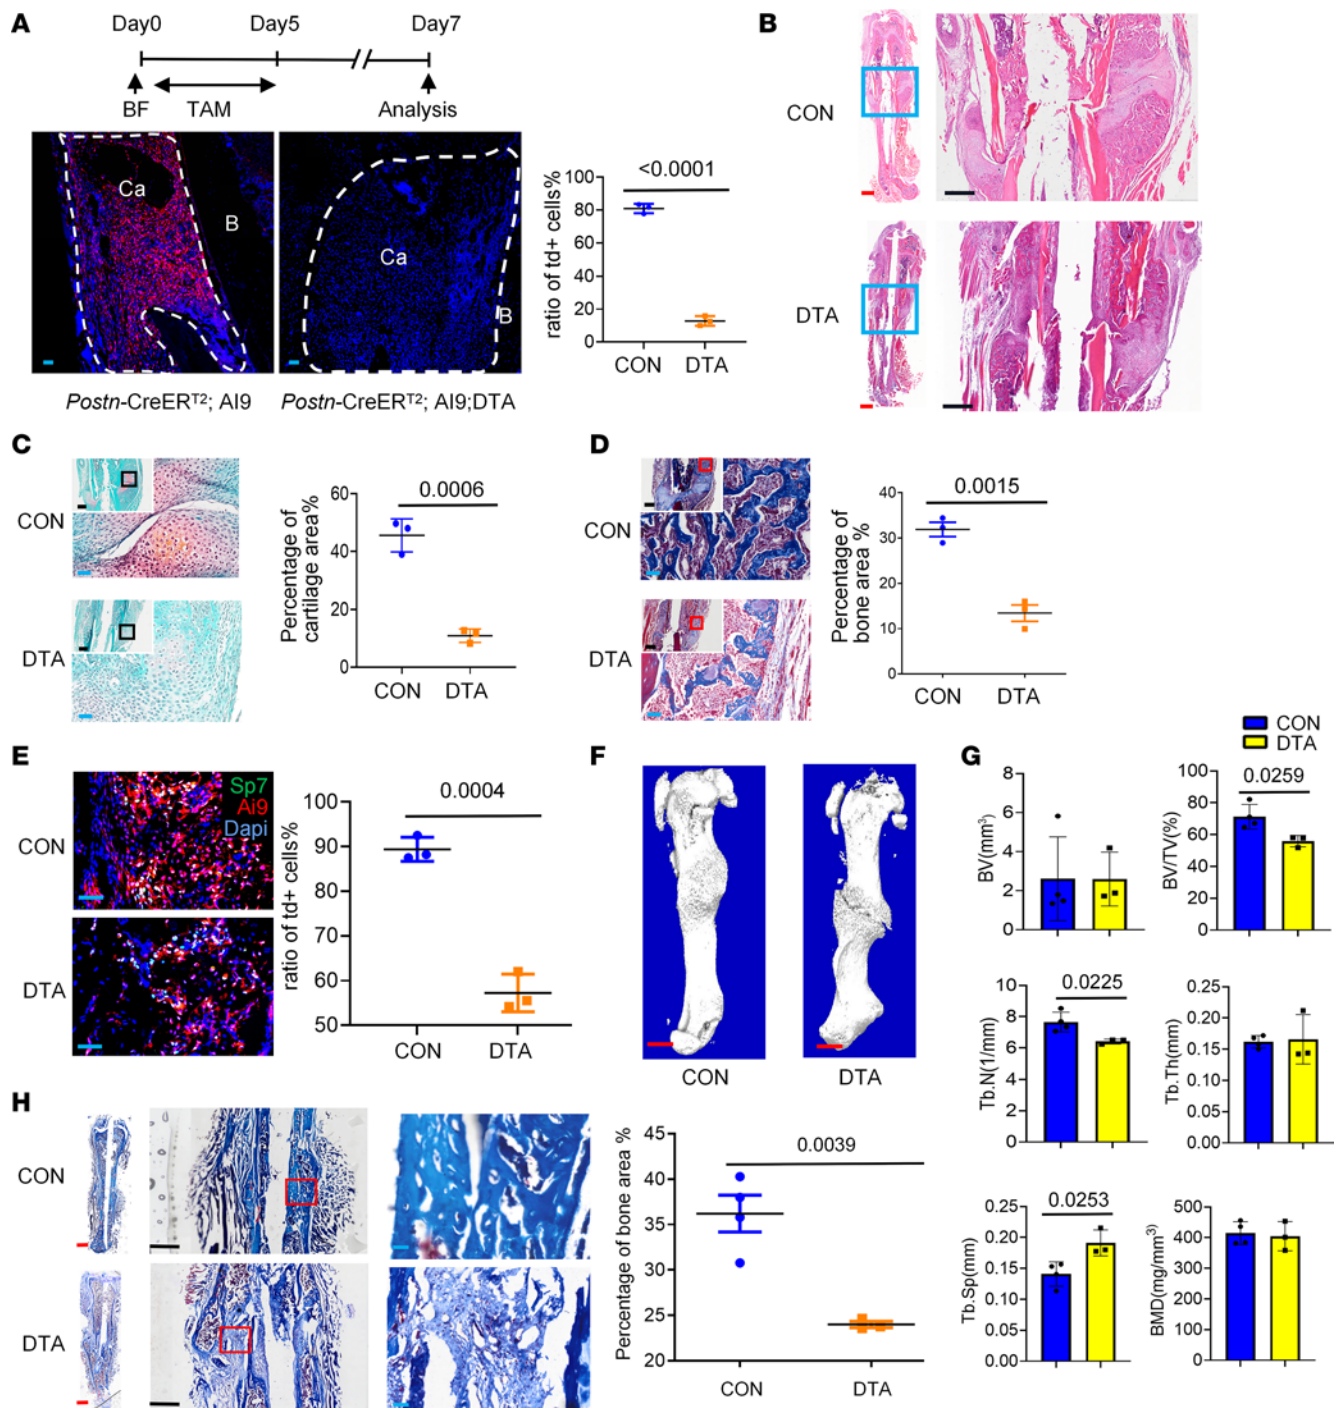 A
Day0 Day5 Day7
BF TAM Analysis
Ca
B
Ca
B
Postn-CreERT2; AI9
Postn-CreERT2; AI9;DTA
ratio of td+ cells%
100
80
60
40
20
0
<0.0001
CON DTA
B
CON
DTA
C
CON
DTA
Percentage of
cartilage area%
60
40
20
0
0.0006
CON DTA
D
CON
DTA
Percentage of
bone area %
40
30
20
10
0
0.0015
CON DTA
E
Sp7
Ai9
Dapi
CON
DTA
ratio of td+ cells%
100
90
80
70
60
50
0.0004
CON DTA
F
CON DTA
G
CON
DTA
BV(mm3)
8
6
4
2
0
BV/TV(%)
100
80
60
40
20
0
0.0259
Tb.N(1/mm)
10
8
6
4
2
0
0.0225
Tb.Th(mm)
0.25
0.20
0.15
0.10
0.05
0.00
Tb.Sp(mm)
0.25
0.20
0.15
0.10
0.05
0.00
0.0253
BMD(mg/mm3)
500
400
300
200
100
0
H
CON
DTA
Percentage of bone area %
45
40
35
30
25
20
0.0039
CON DTA